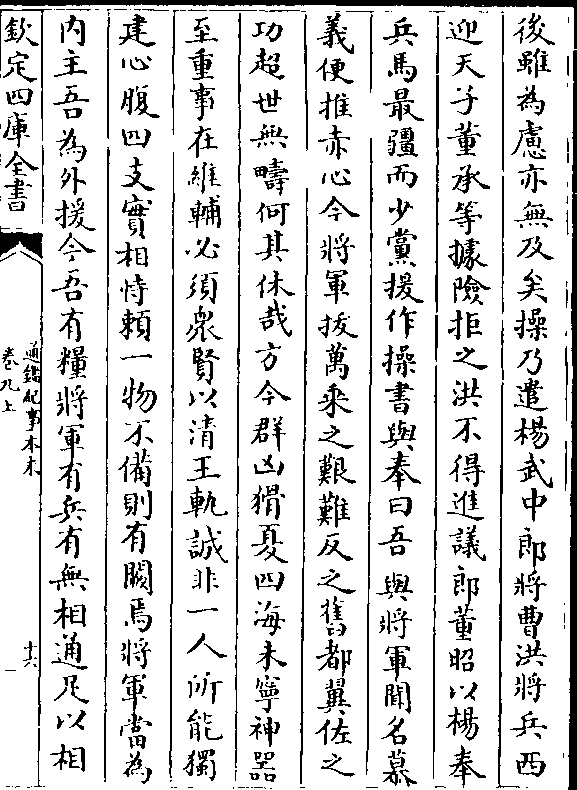 後雖為慮亦無及矣操乃遣楊武中郎將曹洪將兵西
迎天子董承等據險拒之洪不得進議郎董昭以楊奉
兵馬最彊而少黨援作操書與奉曰吾與將軍聞名慕
義便推赤心今將軍拔萬乘之艱難反之舊都翼佐之
功超世無疇何其休哉方今群凶猾夏四海未寧神器
至重事在維輔必須衆賢以清王軌誠非一人所能獨
建心腹四支實相恃賴一物不備則有闕焉將軍當為
内主吾為外援今吾有糧將軍有兵有無相通足以相
欽定四庫全書
通鑑紀事本末
卷九上
十六